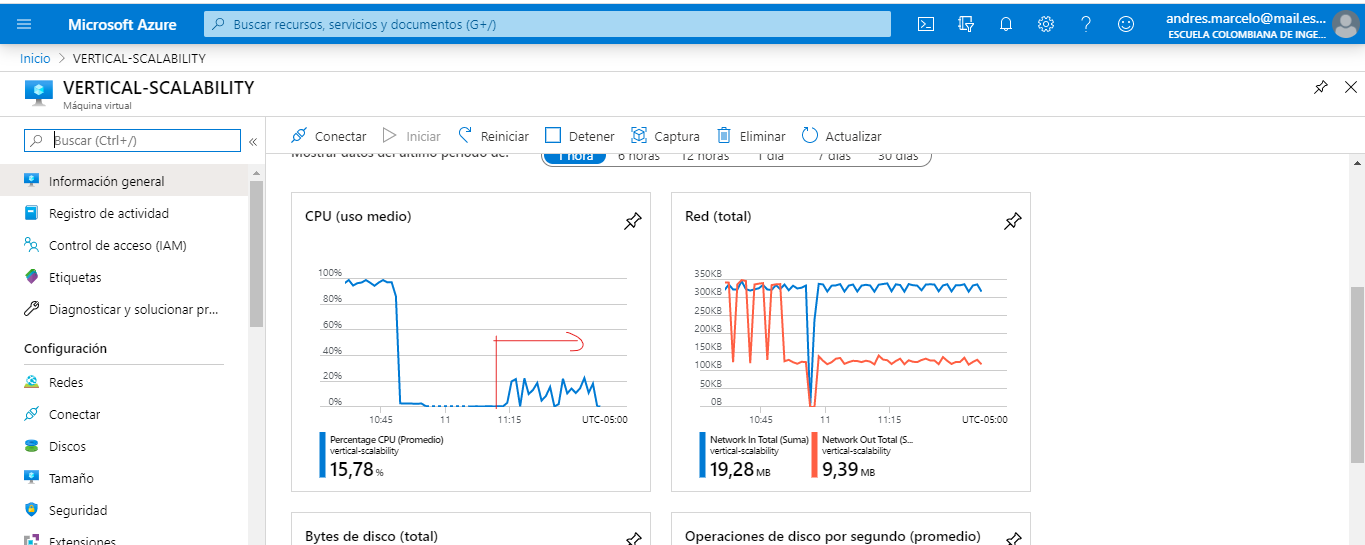 Microsoft Azure
Buscar recursos, servicios y documentos (G+/)
andres.marcelo@mail.es...
ESCUELA COLOMBIANA DE INGE...
Inicio > VERTICAL-SCALABILITY
VERTICAL-SCALABILITY
Máquina virtual
Buscar (Ctrl+/)
«
Conectar
Iniciar
Reiniciar
Detener
Captura
Eliminar
Actualizar
Información general
Registro de actividad
Control de acceso (IAM)
Etiquetas
Diagnosticar y solucionar pr...
Configuración
Redes
Conectar
Discos
Tamaño
Seguridad
Extensiones
Mostrar datos del último periodo de:
1 hora
6 horas
12 horas
1 día
7 días
30 días
CPU (uso medio)
100%
80%
60%
40%
20%
0%
10:45
11
11:15
UTC-05:00
Percentage CPU (Promedio)
vertical-scalability
15,78 %
Red (total)
350KB
300KB
250KB
200KB
150KB
100KB
50KB
0B
10:45
11
11:15
UTC-05:00
Network In Total (Suma)
vertical-scalability
19,28 MB
Network Out Total (S...
vertical-scalability
9,39 MB
Bytes de disco (total)
Operaciones de disco por segundo (promedio)